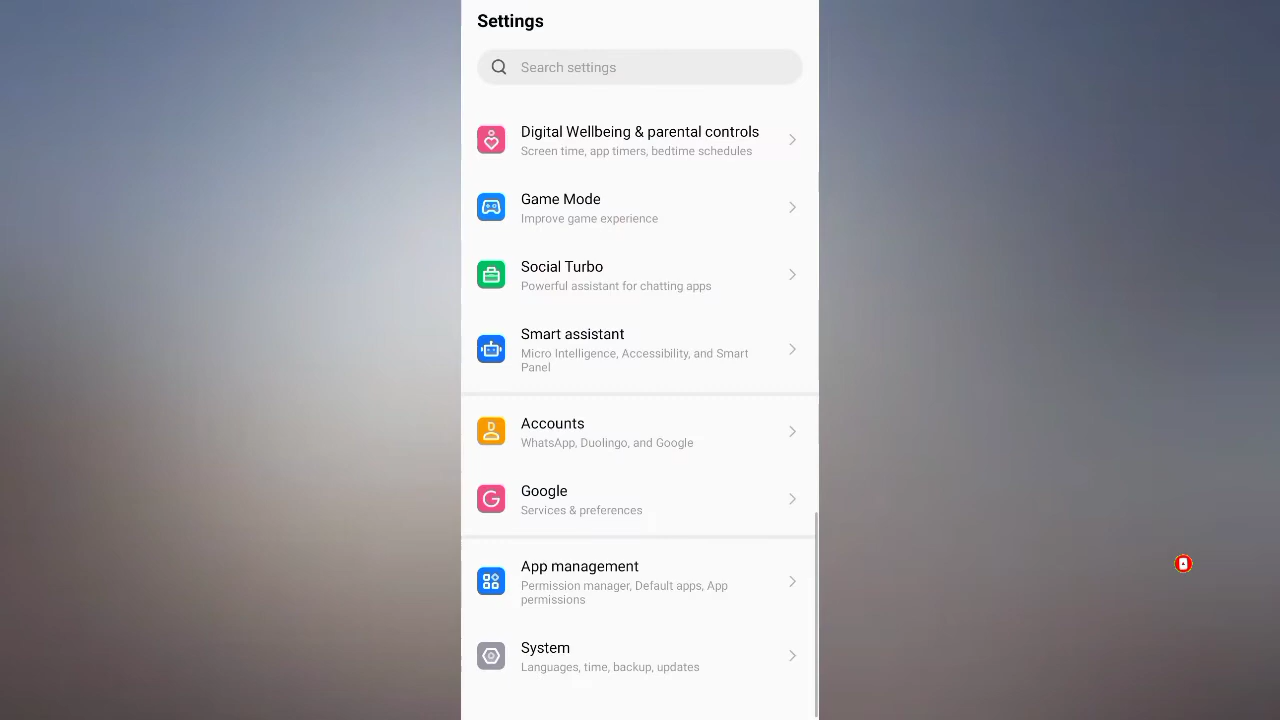 Settings
Search settings
Digital Wellbeing & parental controls
Screen time, app timers, bedtime schedules
Game Mode
Improve game experience
Social Turbo
Powerful assistant for chatting apps
Smart assistant
Micro Intelligence, Accessibility, and Smart
Panel
Accounts
WhatsApp, Duolingo, and Google
Google
Services & preferences
App management
Permission manager, Default apps, App
permissions
System
Languages, time, backup, updates